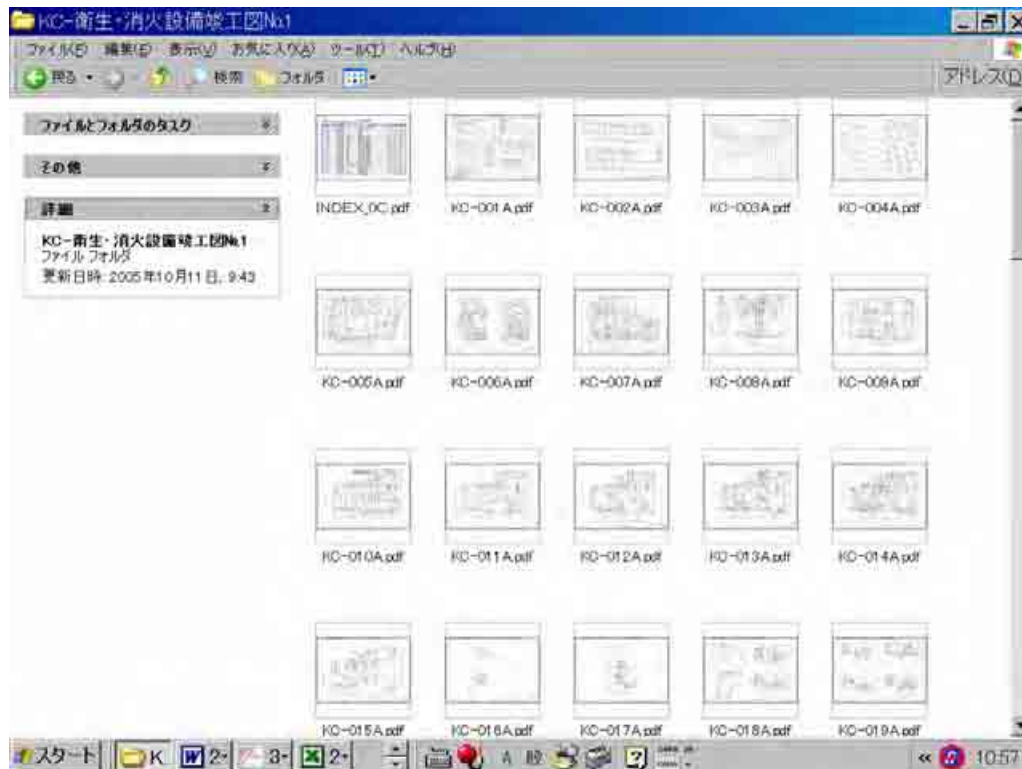 KC-衛生・消火設備竣工図№1
ファイル(F) 編集(E) 表示(V) お気に入り(A) ツール(T) ヘルプ(H)
戻る 検索 フォルダ アドレス(D
ファイルとフォルダのタスク
その他
詳細
KC-衛生・消火設備竣工図№1
ファイル フォルダ
更新日時: 2005年10月11日、9:43
INDEX_0C.pdf KC-001A.pdf KC-002A.pdf KC-003A.pdf KC-004A.pdf
KC-005A.pdf KC-006A.pdf KC-007A.pdf KC-008A.pdf KC-009A.pdf
KC-010A.pdf KC-011A.pdf KC-012A.pdf KC-013A.pdf KC-014A.pdf
KC-015A.pdf KC-016A.pdf KC-017A.pdf KC-018A.pdf KC-019A.pdf
スタート K 2 3 2 A 般 « 10:57